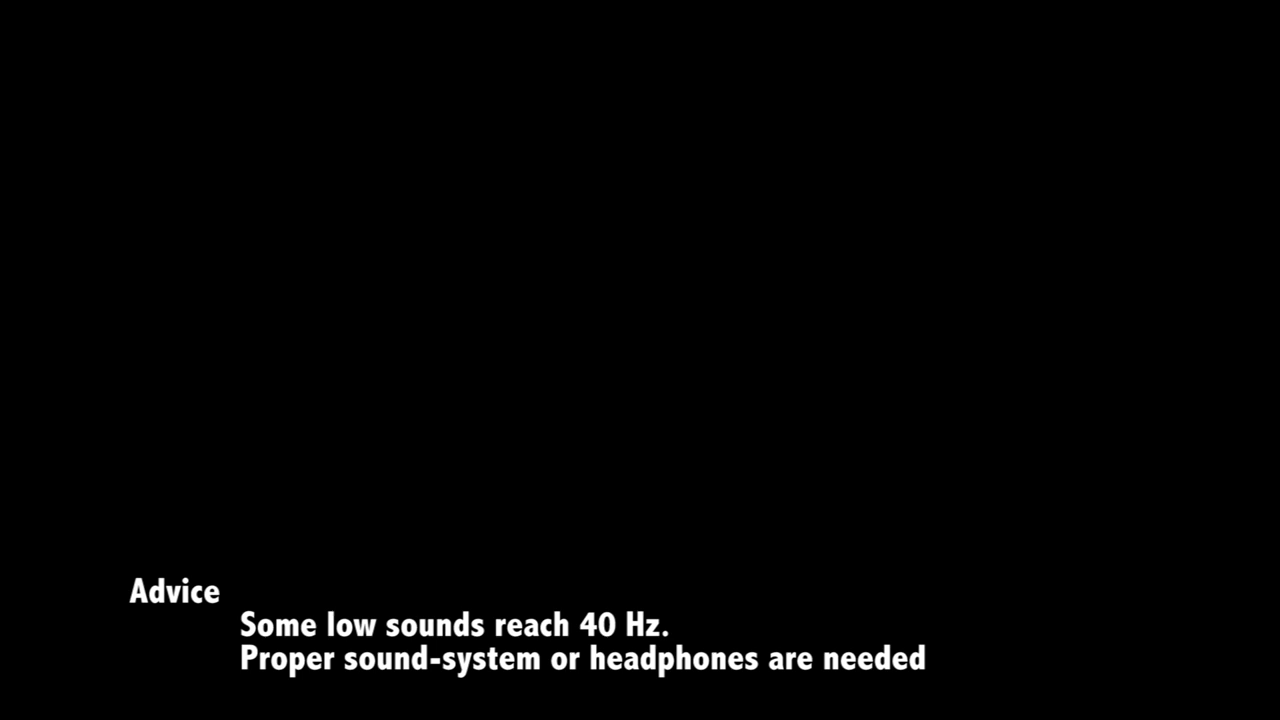 Advice
Some low sounds reach 40 Hz.
Proper sound-system or headphones are needed